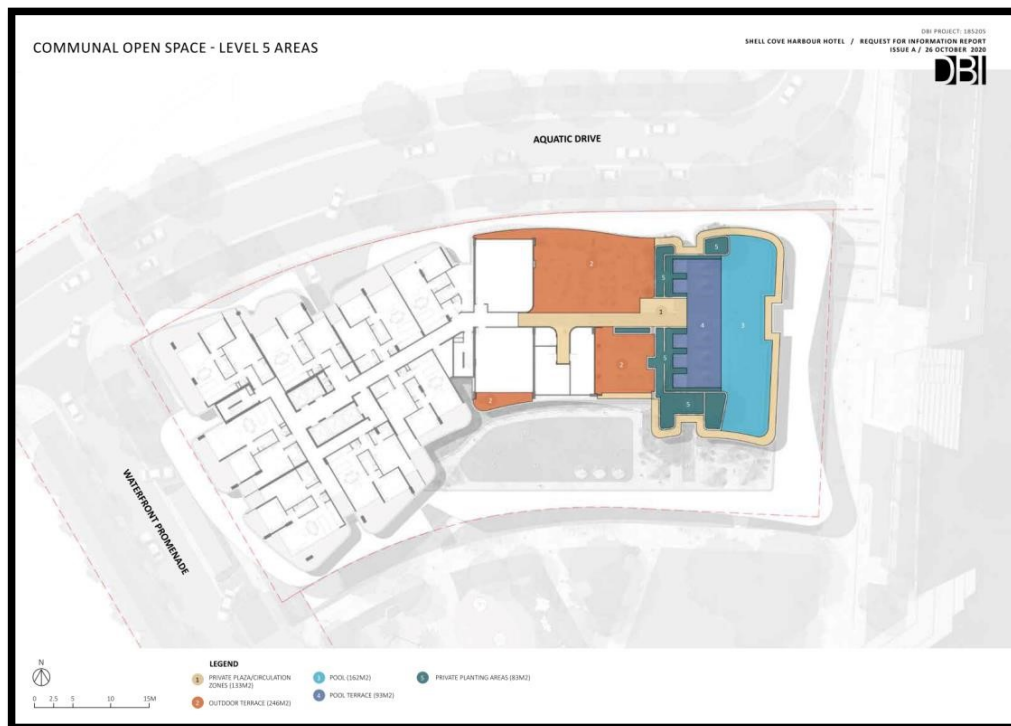 DBI PROJECT: 185205
SHELL COVE HARBOUR HOTEL / REQUEST FOR INFORMATION REPORT
ISSUE A / 26 OCTOBER 2020
DBI
COMMUNAL OPEN SPACE - LEVEL 5 AREAS
AQUATIC DRIVE
2
5
5
1
4
3
2
5
2
5
WATERFRONT PROMENADE
N
0 2.5 5 10 15M
LEGEND
1 PRIVATE PLAZA/CIRCULATION
ZONES (133M2)
2 OUTDOOR TERRACE (246M2)
3 POOL (162M2)
4 POOL TERRACE (93M2)
5 PRIVATE PLANTING AREAS (83M2)